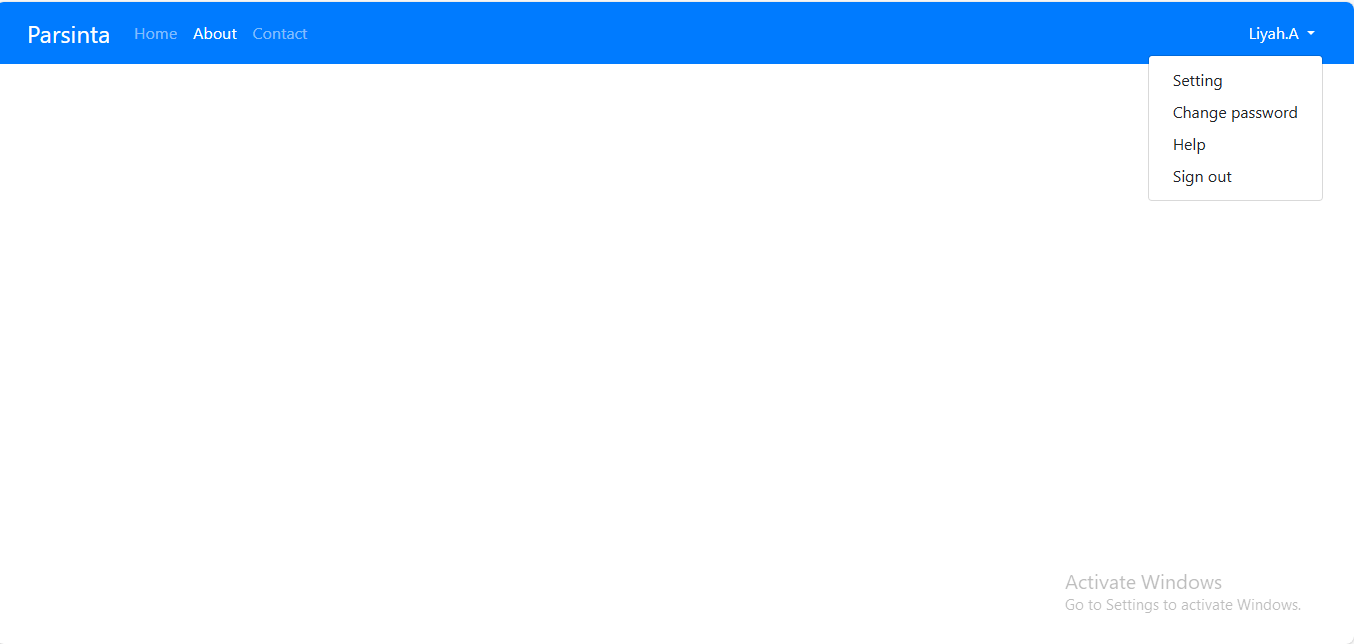 Parsinta Home About Contact Liyah.A
Setting
Change password
Help
Sign out
Activate Windows
Go to Settings to activate Windows.